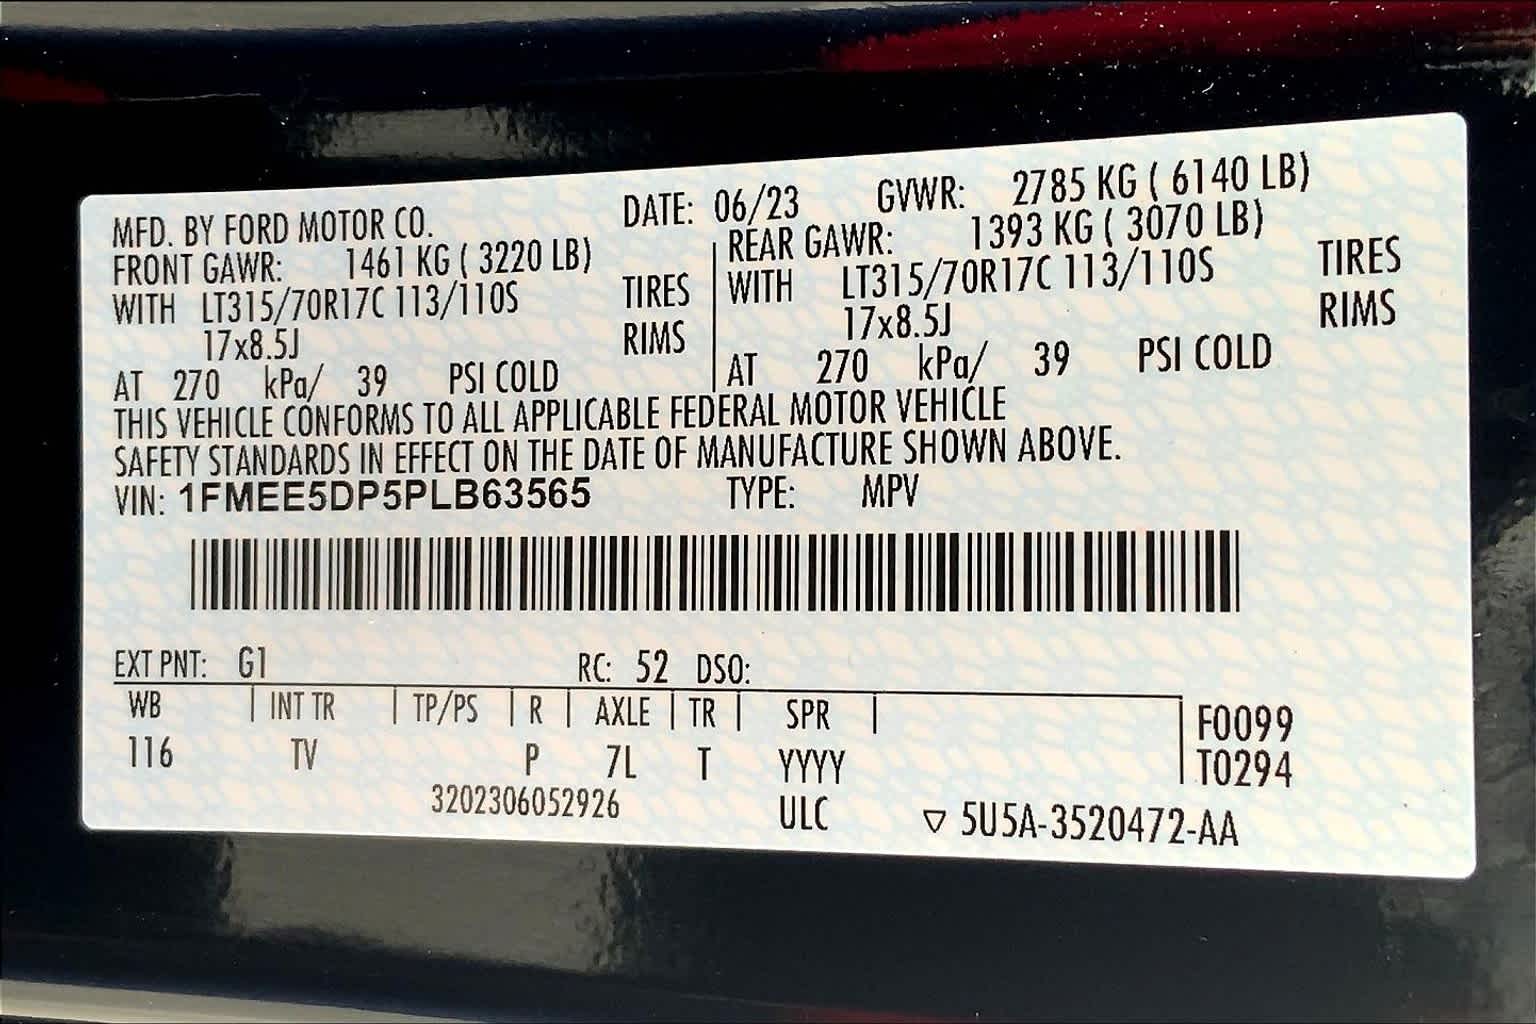 MFD. BY FORD MOTOR CO. DATE: 06/23 GVWR: 2785 KG ( 6140 LB)
FRONT GAWR: 1461 KG ( 3220 LB) REAR GAWR: 1393 KG ( 3070 LB)
WITH LT315/70R17C 113/110S TIRES WITH LT315/70R17C 113/110S TIRES
17x8.5J RIMS 17x8.5J RIMS
AT 270 kPa/ 39 PSI COLD AT 270 kPa/ 39 PSI COLD
THIS VEHICLE CONFORMS TO ALL APPLICABLE FEDERAL MOTOR VEHICLE
SAFETY STANDARDS IN EFFECT ON THE DATE OF MANUFACTURE SHOWN ABOVE.
VIN: 1FMEE5DP5PLB63565 TYPE: MPV
EXT PNT: G1 RC: 52 DSO:
WB | INT TR | TP/PS | R | AXLE | TR | SPR | F0099
116 TV P 7L T YYYY T0294
3202306052926 ULC ▽ 5U5A-3520472-AA